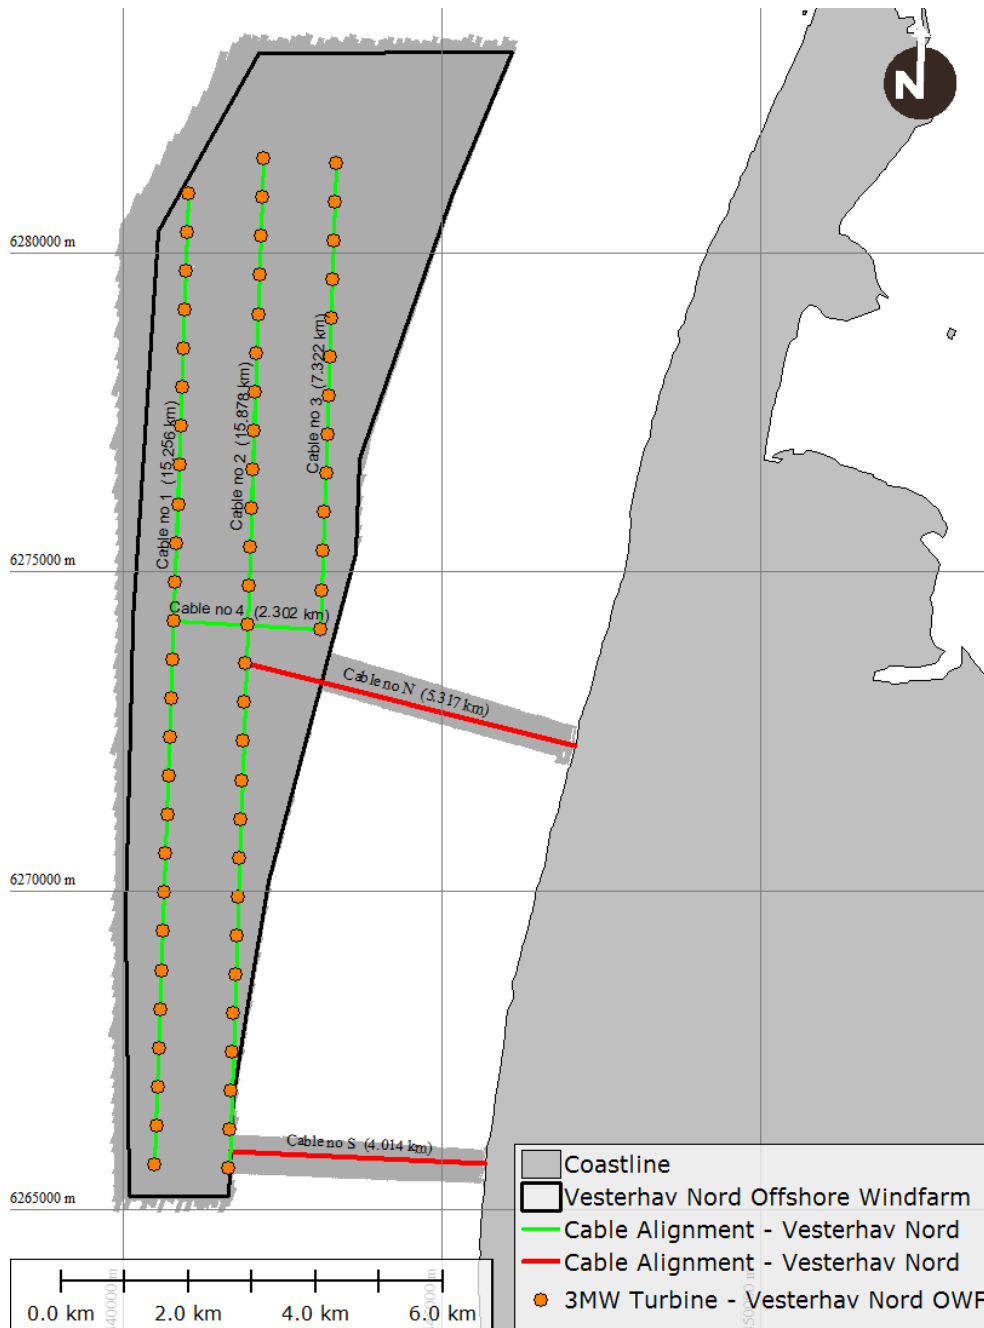 N
6280000 m
Cable no 1 (15.256 km)
Cable no 2 (15.878 km)
Cable no 3 (7.322 km)
6275000 m
Cable no 4 (2.302 km)
Cable no N (5.317 km)
6270000 m
Cable no S (4.014 km)
6265000 m
Coastline
Vesterhav Nord Offshore Windfarm
Cable Alignment - Vesterhav Nord
Cable Alignment - Vesterhav Nord
3MW Turbine - Vesterhav Nord OWF
0.0 km 2.0 km 4.0 km 6.0 km